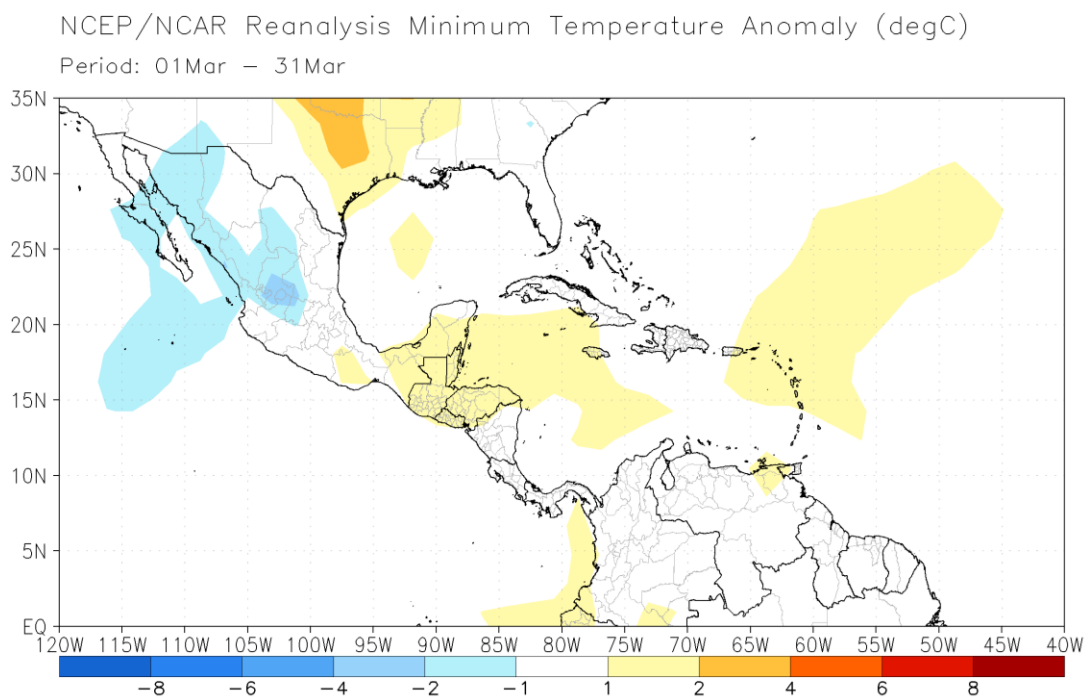 NCEP/NCAR Reanalysis Minimum Temperature Anomaly (degC)
Period: 01Mar – 31Mar
35N
30N
25N
20N
15N
10N
5N
EQ
120W 115W 110W 105W 100W 95W 90W 85W 80W 75W 70W 65W 60W 55W 50W 45W 40W
−8 −6 −4 −2 −1 1 2 4 6 8